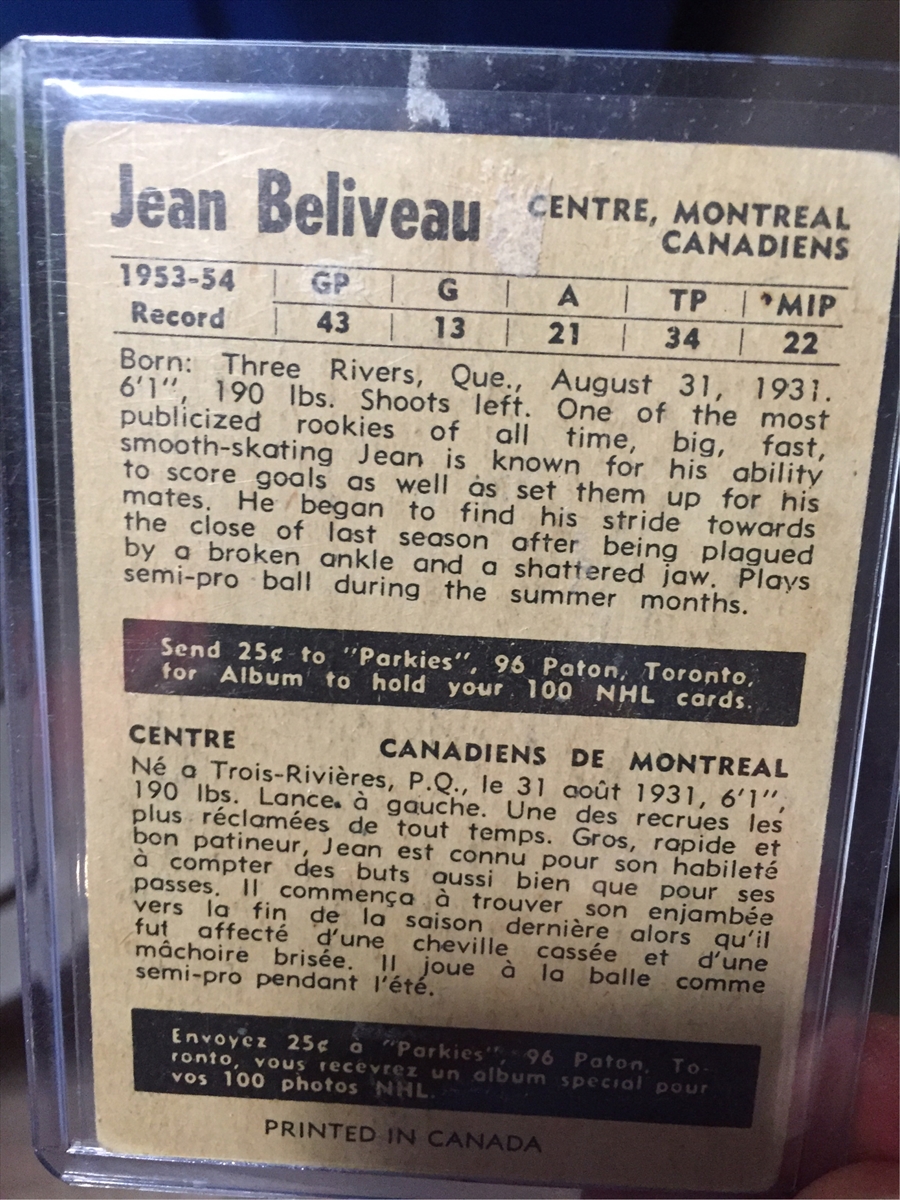 Jean Beliveau
CENTRE, MONTREAL
CANADIENS
1953-54 | GP | G | A | TP | *MIP
Record | 43 | 13 | 21 | 34 | 22
Born: Three Rivers, Que., August 31, 1931.
6'1", 190 lbs. Shoots left. One of the most
publicized rookies of all time, big, fast,
smooth-skating Jean is known for his ability
to score goals as well as set them up for his
mates. He began to find his stride towards
the close of last season after being plagued
by a broken ankle and a shattered jaw. Plays
semi-pro ball during the summer months.
Send 25¢ to "Parkies", 96 Paton, Toronto,
for Album to hold your 100 NHL cards.
CENTRE CANADIENS DE MONTREAL
Né a Trois-Rivières, P.Q., le 31 août 1931, 6'1",
190 lbs. Lance à gauche. Une des recrues les
plus réclamées de tout temps. Gros, rapide et
bon patineur, Jean est connu pour son habileté
à compter des buts aussi bien que pour ses
passes. Il commença à trouver son enjambée
vers la fin de la saison dernière alors qu'il
fut affecté d'une cheville cassée et d'une
mâchoire brisée. Il joue à la balle comme
semi-pro pendant l'été.
Envoyez 25¢ à "Parkies", 96 Paton, To-
ronto, vous recevrez un album special pour
vos 100 photos NHL.
PRINTED IN CANADA